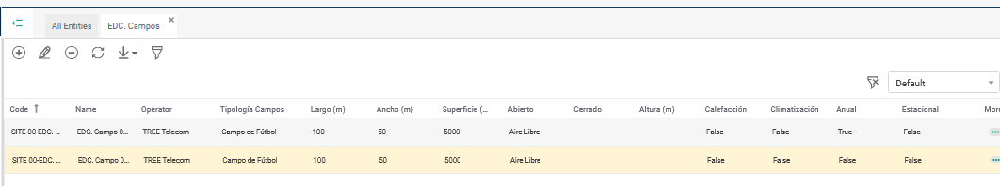 All Entities EDC. Campos
Default
Code Name Operator Tipología Campos Largo (m) Ancho (m) Superficie (... Abierto Cerrado Altura (m) Calefacción Climatización Anual Estacional More
SITE 00-EDC. ... EDC. Campo 0... TREE Telecom Campo de Fútbol 100 50 5000 Aire Libre False False True False
SITE 00-EDC. ... EDC. Campo 0... TREE Telecom Campo de Fútbol 100 50 5000 Aire Libre False False False False